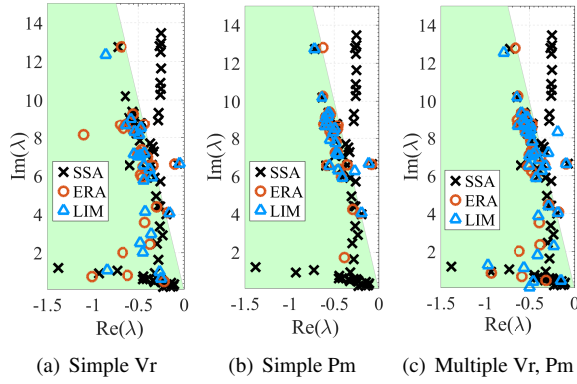 14
12
10
8
6
4
2
Im(λ)
SSA
ERA
LIM
-1.5
-1
-0.5
0
Re(λ)
14
12
10
8
6
4
2
Im(λ)
SSA
ERA
LIM
-1.5
-1
-0.5
0
Re(λ)
14
12
10
8
6
4
2
Im(λ)
SSA
ERA
LIM
-1.5
-1
-0.5
0
Re(λ)
(a) Simple Vr
(b) Simple Pm
(c) Multiple Vr, Pm